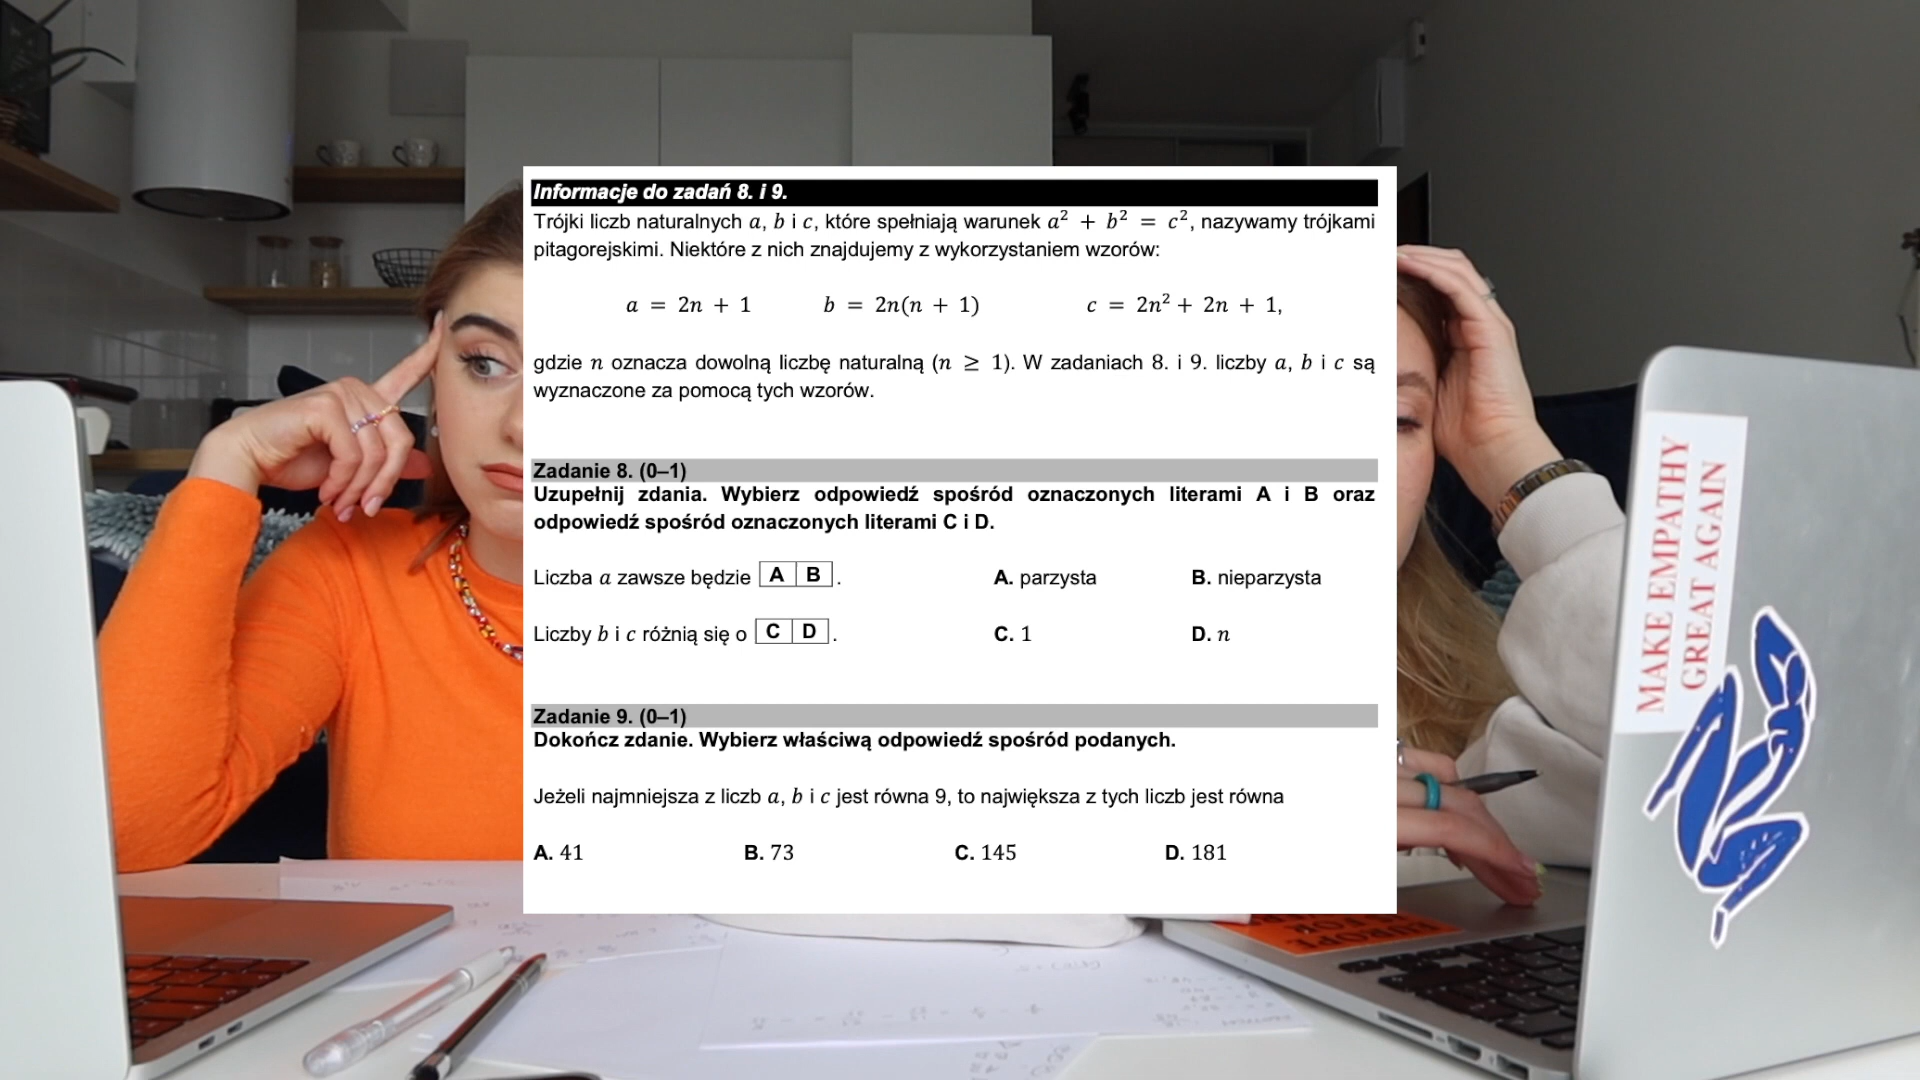 Informacje do zadań 8. i 9.
Trójki liczb naturalnych a, b i c, które spełniają warunek a² + b² = c², nazywamy trójkami
pitagorejskimi. Niektóre z nich znajdujemy z wykorzystaniem wzorów:
a = 2n + 1 b = 2n(n + 1) c = 2n² + 2n + 1,
gdzie n oznacza dowolną liczbę naturalną (n ≥ 1). W zadaniach 8. i 9. liczby a, b i c są
wyznaczone za pomocą tych wzorów.
Zadanie 8. (0–1)
Uzupełnij zdania. Wybierz odpowiedź spośród oznaczonych literami A i B oraz
odpowiedź spośród oznaczonych literami C i D.
Liczba a zawsze będzie A B . A. parzysta B. nieparzysta
Liczby b i c różnią się o C D . C. 1 D. n
Zadanie 9. (0–1)
Dokończ zdanie. Wybierz właściwą odpowiedź spośród podanych.
Jeżeli najmniejsza z liczb a, b i c jest równa 9, to największa z tych liczb jest równa
A. 41 B. 73 C. 145 D. 181
MAKE EMPATHY
GREAT AGAIN
EUROPE